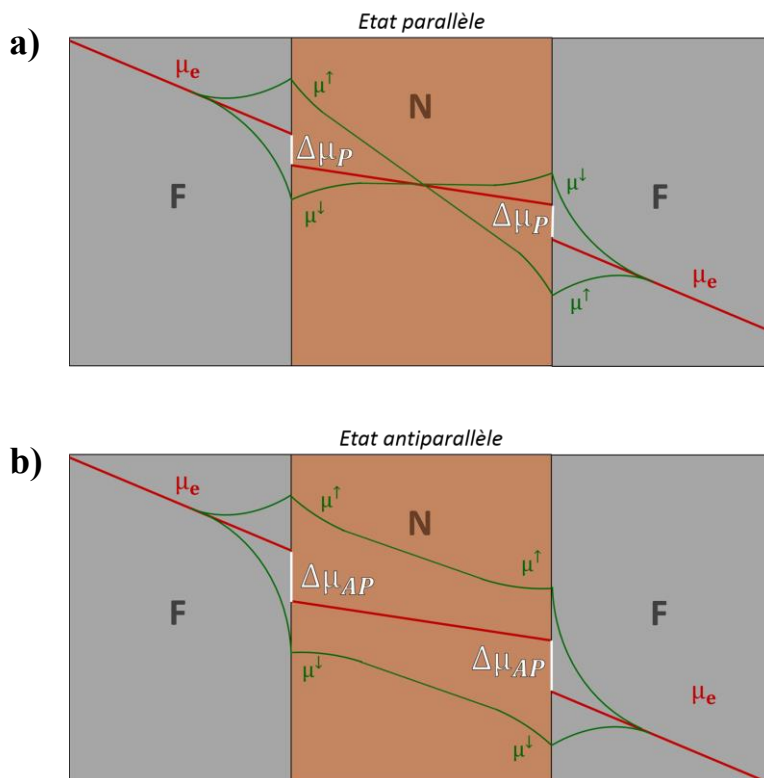 a)
Etat parallèle
μe
μ↑
N
ΔμP
μ↓
F
μ↓
ΔμP
F
μe
μ↑
b)
Etat antiparallèle
μe
μ↑
N
μ↑
ΔμAP
F
ΔμAP
F
μ↓
μe
μ↓